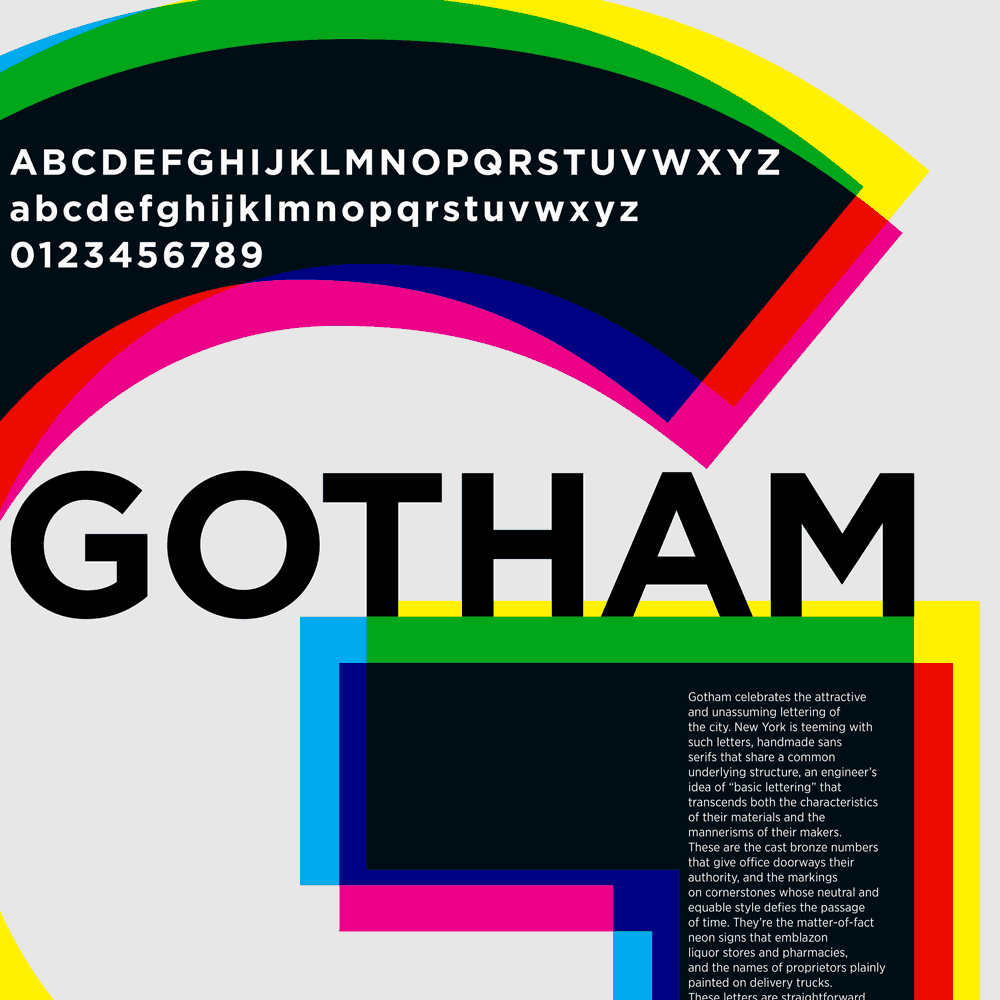 ABCDEFGHIJKLMNOPQRSTUVWXYZ
abcdefghijklmnopqrstuvwxyz
0123456789
GOTHAM
Gotham celebrates the attractive
and unassuming lettering of
the city. New York is teeming with
such letters, handmade sans
serifs that share a common
underlying structure, an engineer’s
idea of “basic lettering” that
transcends both the characteristics
of their materials and the
mannerisms of their makers.
These are the cast bronze numbers
that give office doorways their
authority, and the markings
on cornerstones whose neutral and
equable style defies the passage
of time. They’re the matter-of-fact
neon signs that emblazon
liquor stores and pharmacies,
and the names of proprietors plainly
painted on delivery trucks.
These letters are straightforward